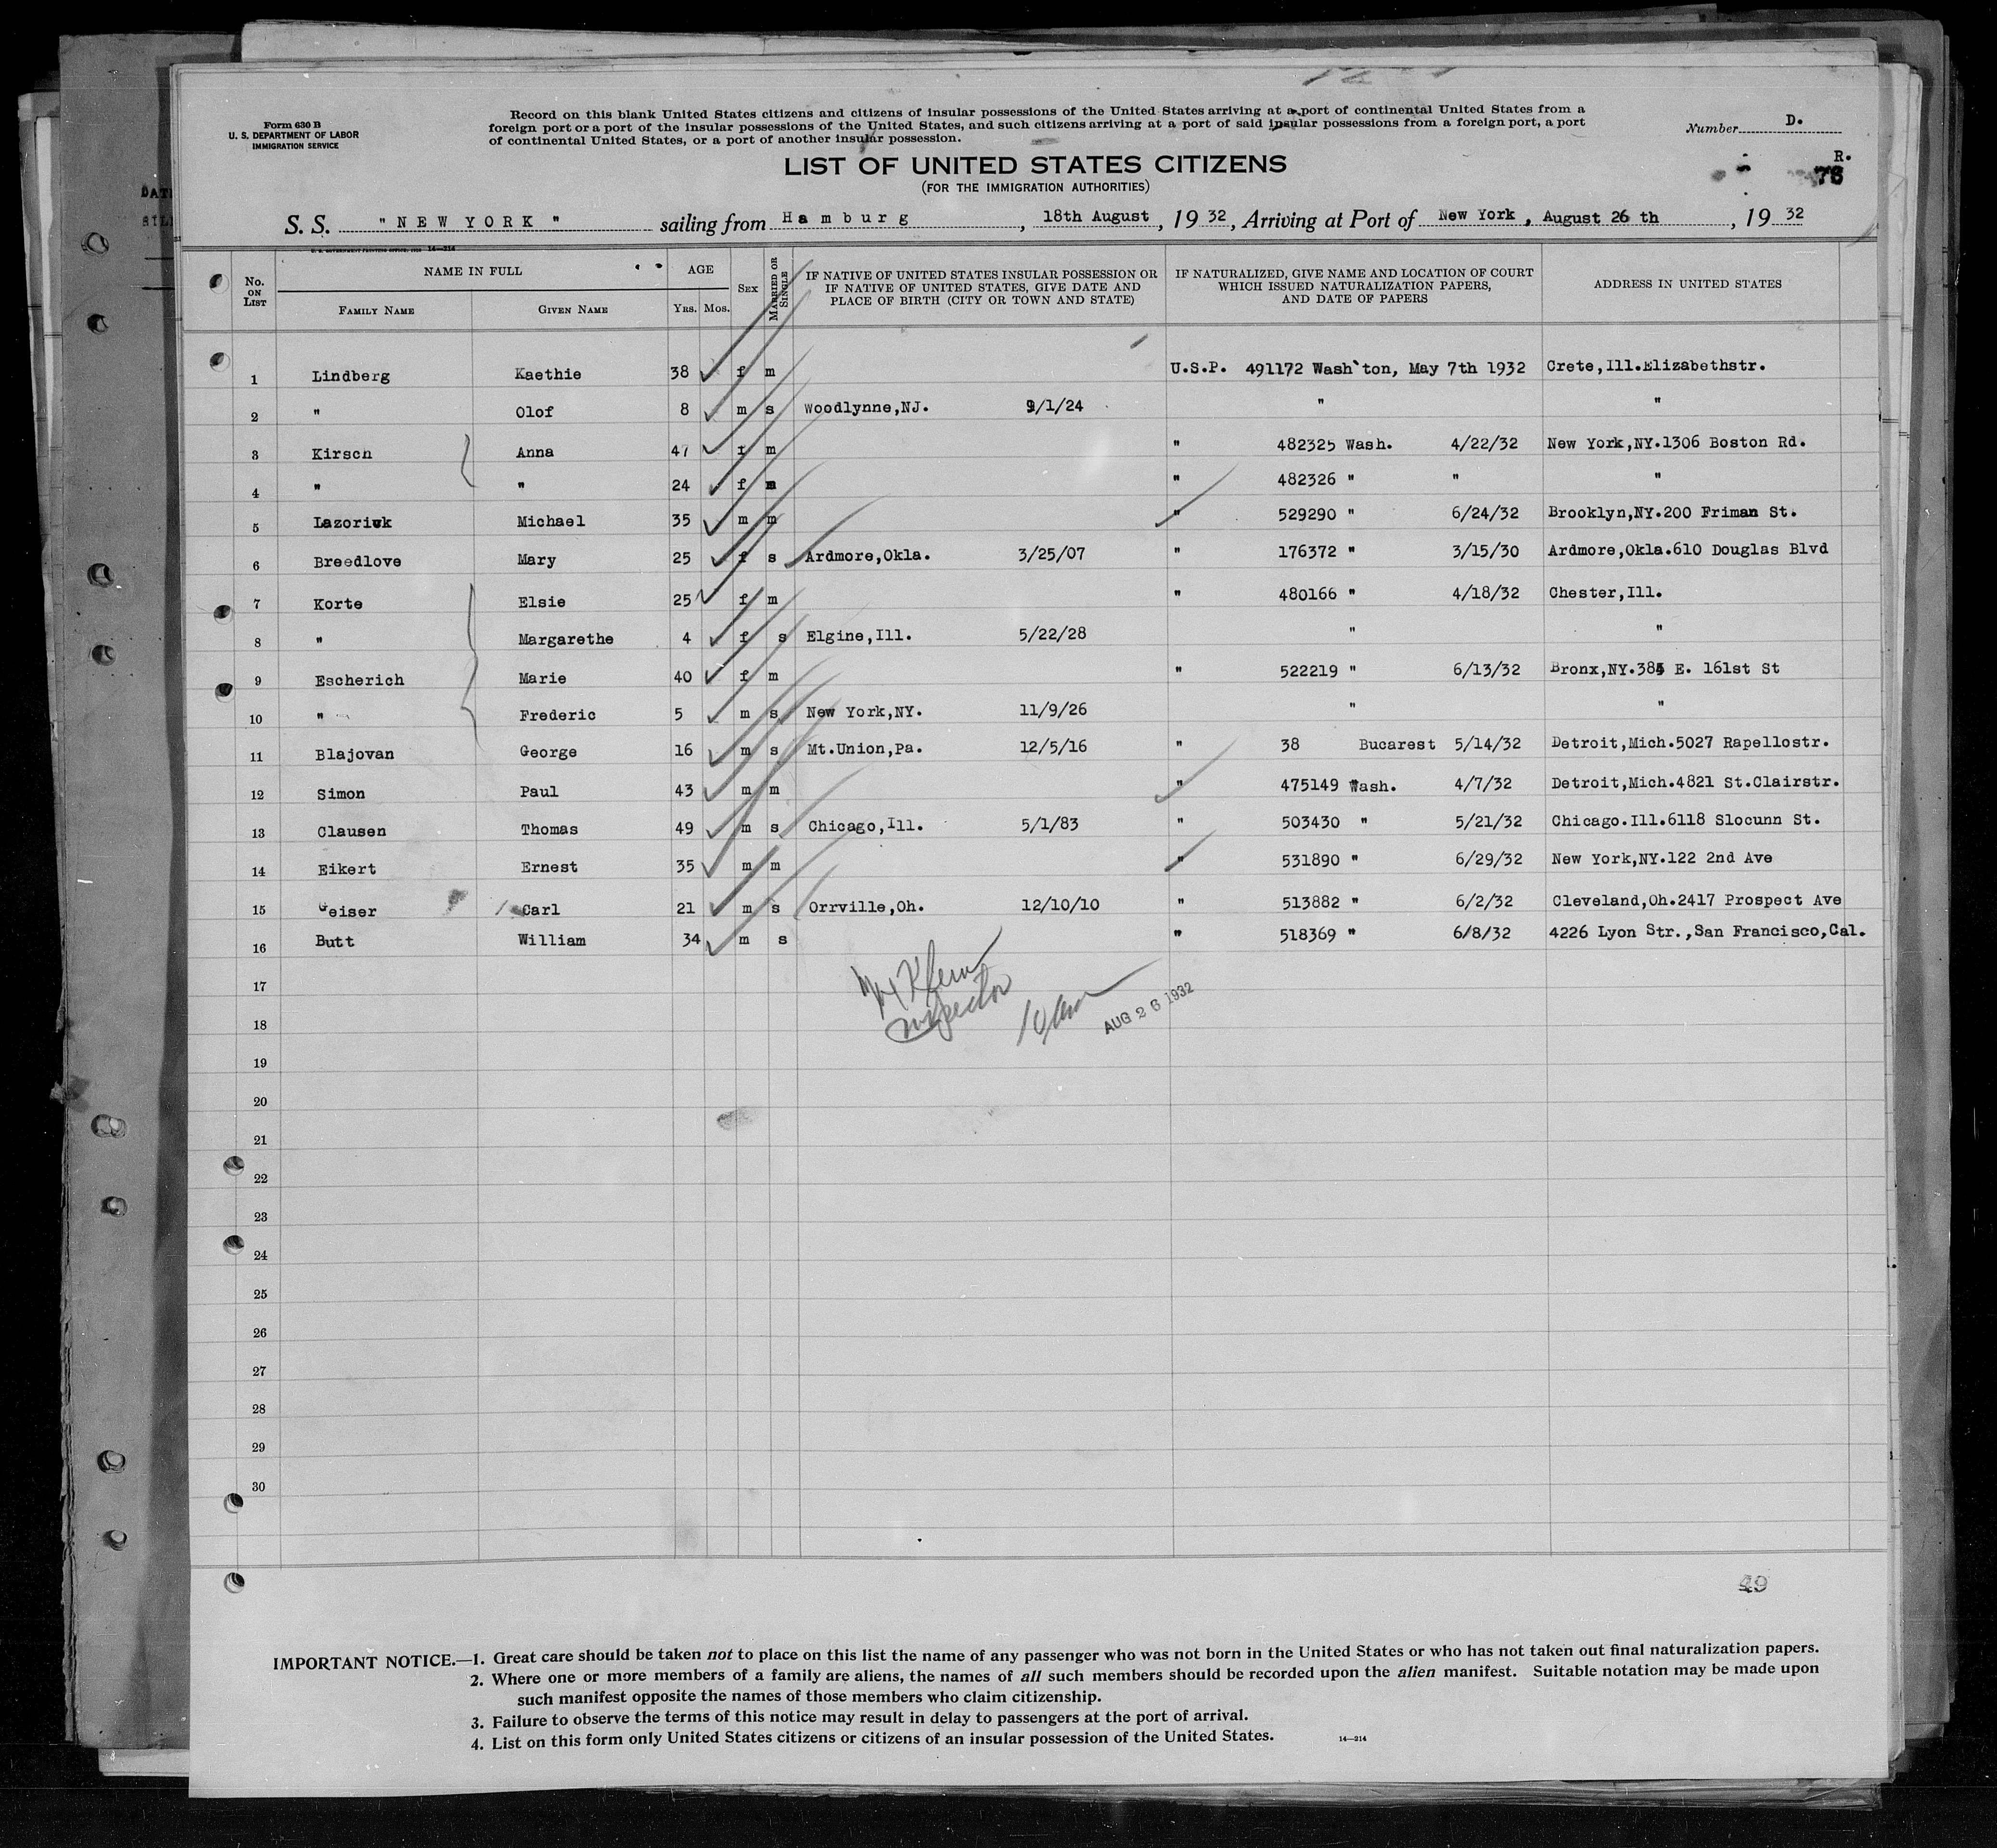 Form 630 B
U. S. DEPARTMENT OF LABOR
IMMIGRATION SERVICE
Record on this blank United States citizens and citizens of insular possessions of the United States arriving at a port of continental United States from a
foreign port or a port of the insular possessions of the United States, and such citizens arriving at a port of said insular possessions from a foreign port, a port
of continental United States, or a port of another insular possession.
Number D.
R.
76
LIST OF UNITED STATES CITIZENS
(FOR THE IMMIGRATION AUTHORITIES)
S. S. " NEW YORK " sailing from Hamburg, 18th August, 1932, Arriving at Port of New York, August 26 th, 1932
No. ON LIST NAME IN FULL FAMILY NAME GIVEN NAME AGE YRS. MOS. SEX MARRIED OR SINGLE
IF NATIVE OF UNITED STATES INSULAR POSSESSION OR IF NATIVE OF UNITED STATES, GIVE DATE AND PLACE OF BIRTH (CITY OR TOWN AND STATE)
IF NATURALIZED, GIVE NAME AND LOCATION OF COURT WHICH ISSUED NATURALIZATION PAPERS, AND DATE OF PAPERS
ADDRESS IN UNITED STATES
1 Lindberg Kaethie 38 f m U.S.P. 491172 Wash'ton, May 7th 1932 Crete,Ill.Elizabethstr.
2 " Olof 8 m s Woodlynne,NJ. 9/1/24 " "
3 Kirsch Anna 47 f m " 482325 Wash. 4/22/32 New York,NY.1306 Boston Rd.
4 " " 24 f " 482326 " " "
5 Lazoriuk Michael 35 m m " 529290 " 6/24/32 Brooklyn,NY.200 Friman St.
6 Breedlove Mary 25 f s Ardmore,Okla. 3/25/07 " 176372 " 3/15/30 Ardmore,Okla.610 Douglas Blvd
7 Korte Elsie 25 f m " 480166 " 4/18/32 Chester,Ill.
8 " Margarethe 4 f s Elgine,Ill. 5/22/28 " "
9 Escherich Marie 40 f m " 522219 " 6/13/32 Bronx,NY.384 E. 161st St
10 " Frederic 5 m s New York,NY. 11/9/26 " "
11 Blajovan George 16 m s Mt.Union,Pa. 12/5/16 " 38 Bucarest 5/14/32 Detroit,Mich.5027 Rapellostr.
12 Simon Paul 43 m m " 475149 Wash. 4/7/32 Detroit,Mich.4821 St.Clairstr.
13 Clausen Thomas 49 m s Chicago,Ill. 5/1/83 " 503430 " 5/21/32 Chicago.Ill.6118 Slocunn St.
14 Eikert Ernest 35 m m " 531890 " 6/29/32 New York,NY.122 2nd Ave
15 Geiser Carl 21 m s Orrville,Oh. 12/10/10 " 513882 " 6/2/32 Cleveland,Oh.2417 Prospect Ave
16 Butt William 34 m s " 518369 " 6/8/32 4226 Lyon Str.,San Francisco,Cal.
17
Inspector
AUG 26 1932
18
19
20
21
22
23
24
25
26
27
28
29
30
IMPORTANT NOTICE.—1. Great care should be taken not to place on this list the name of any passenger who was not born in the United States or who has not taken out final naturalization papers.
2. Where one or more members of a family are aliens, the names of all such members should be recorded upon the alien manifest. Suitable notation may be made upon
such manifest opposite the names of those members who claim citizenship.
3. Failure to observe the terms of this notice may result in delay to passengers at the port of arrival.
4. List on this form only United States citizens or citizens of an insular possession of the United States.
14—214